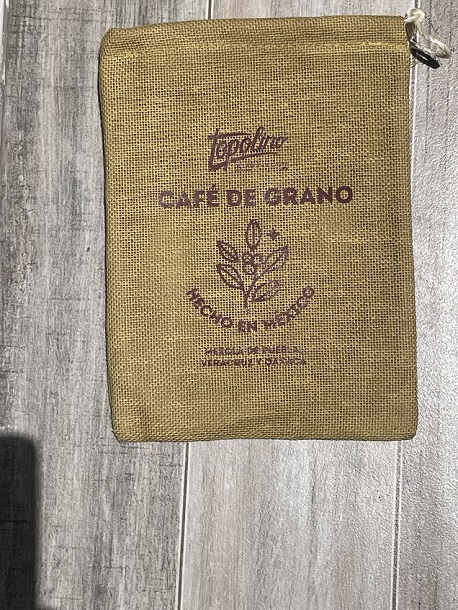 Topolino
CAFÉ DE GRANO
HECHO EN MÉXICO
MEZCLA DE PUEBLA,
VERACRUZ Y OAXACA